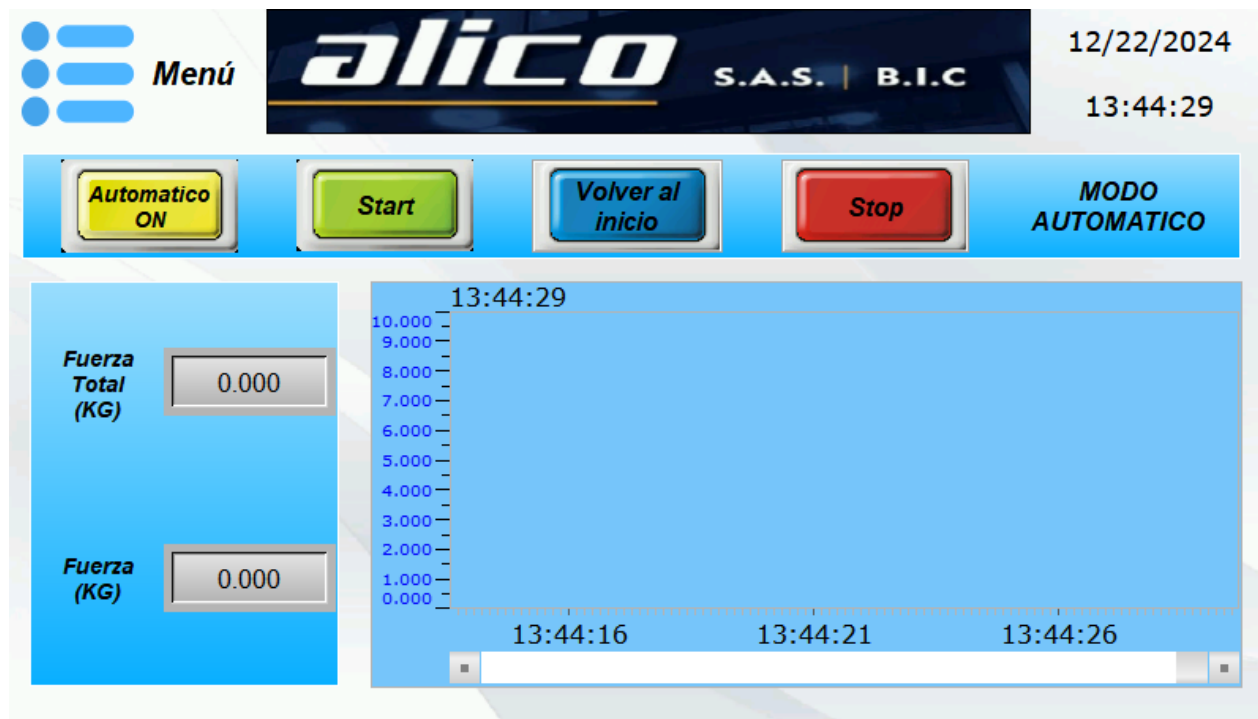 Menú
alico S.A.S. | B.I.C
12/22/2024
13:44:29
Automatico
ON
Start
Volver al
inicio
Stop
MODO
AUTOMATICO
Fuerza
Total
(KG)
0.000
Fuerza
(KG)
0.000
13:44:29
10.000
9.000
8.000
7.000
6.000
5.000
4.000
3.000
2.000
1.000
0.000
13:44:16 13:44:21 13:44:26